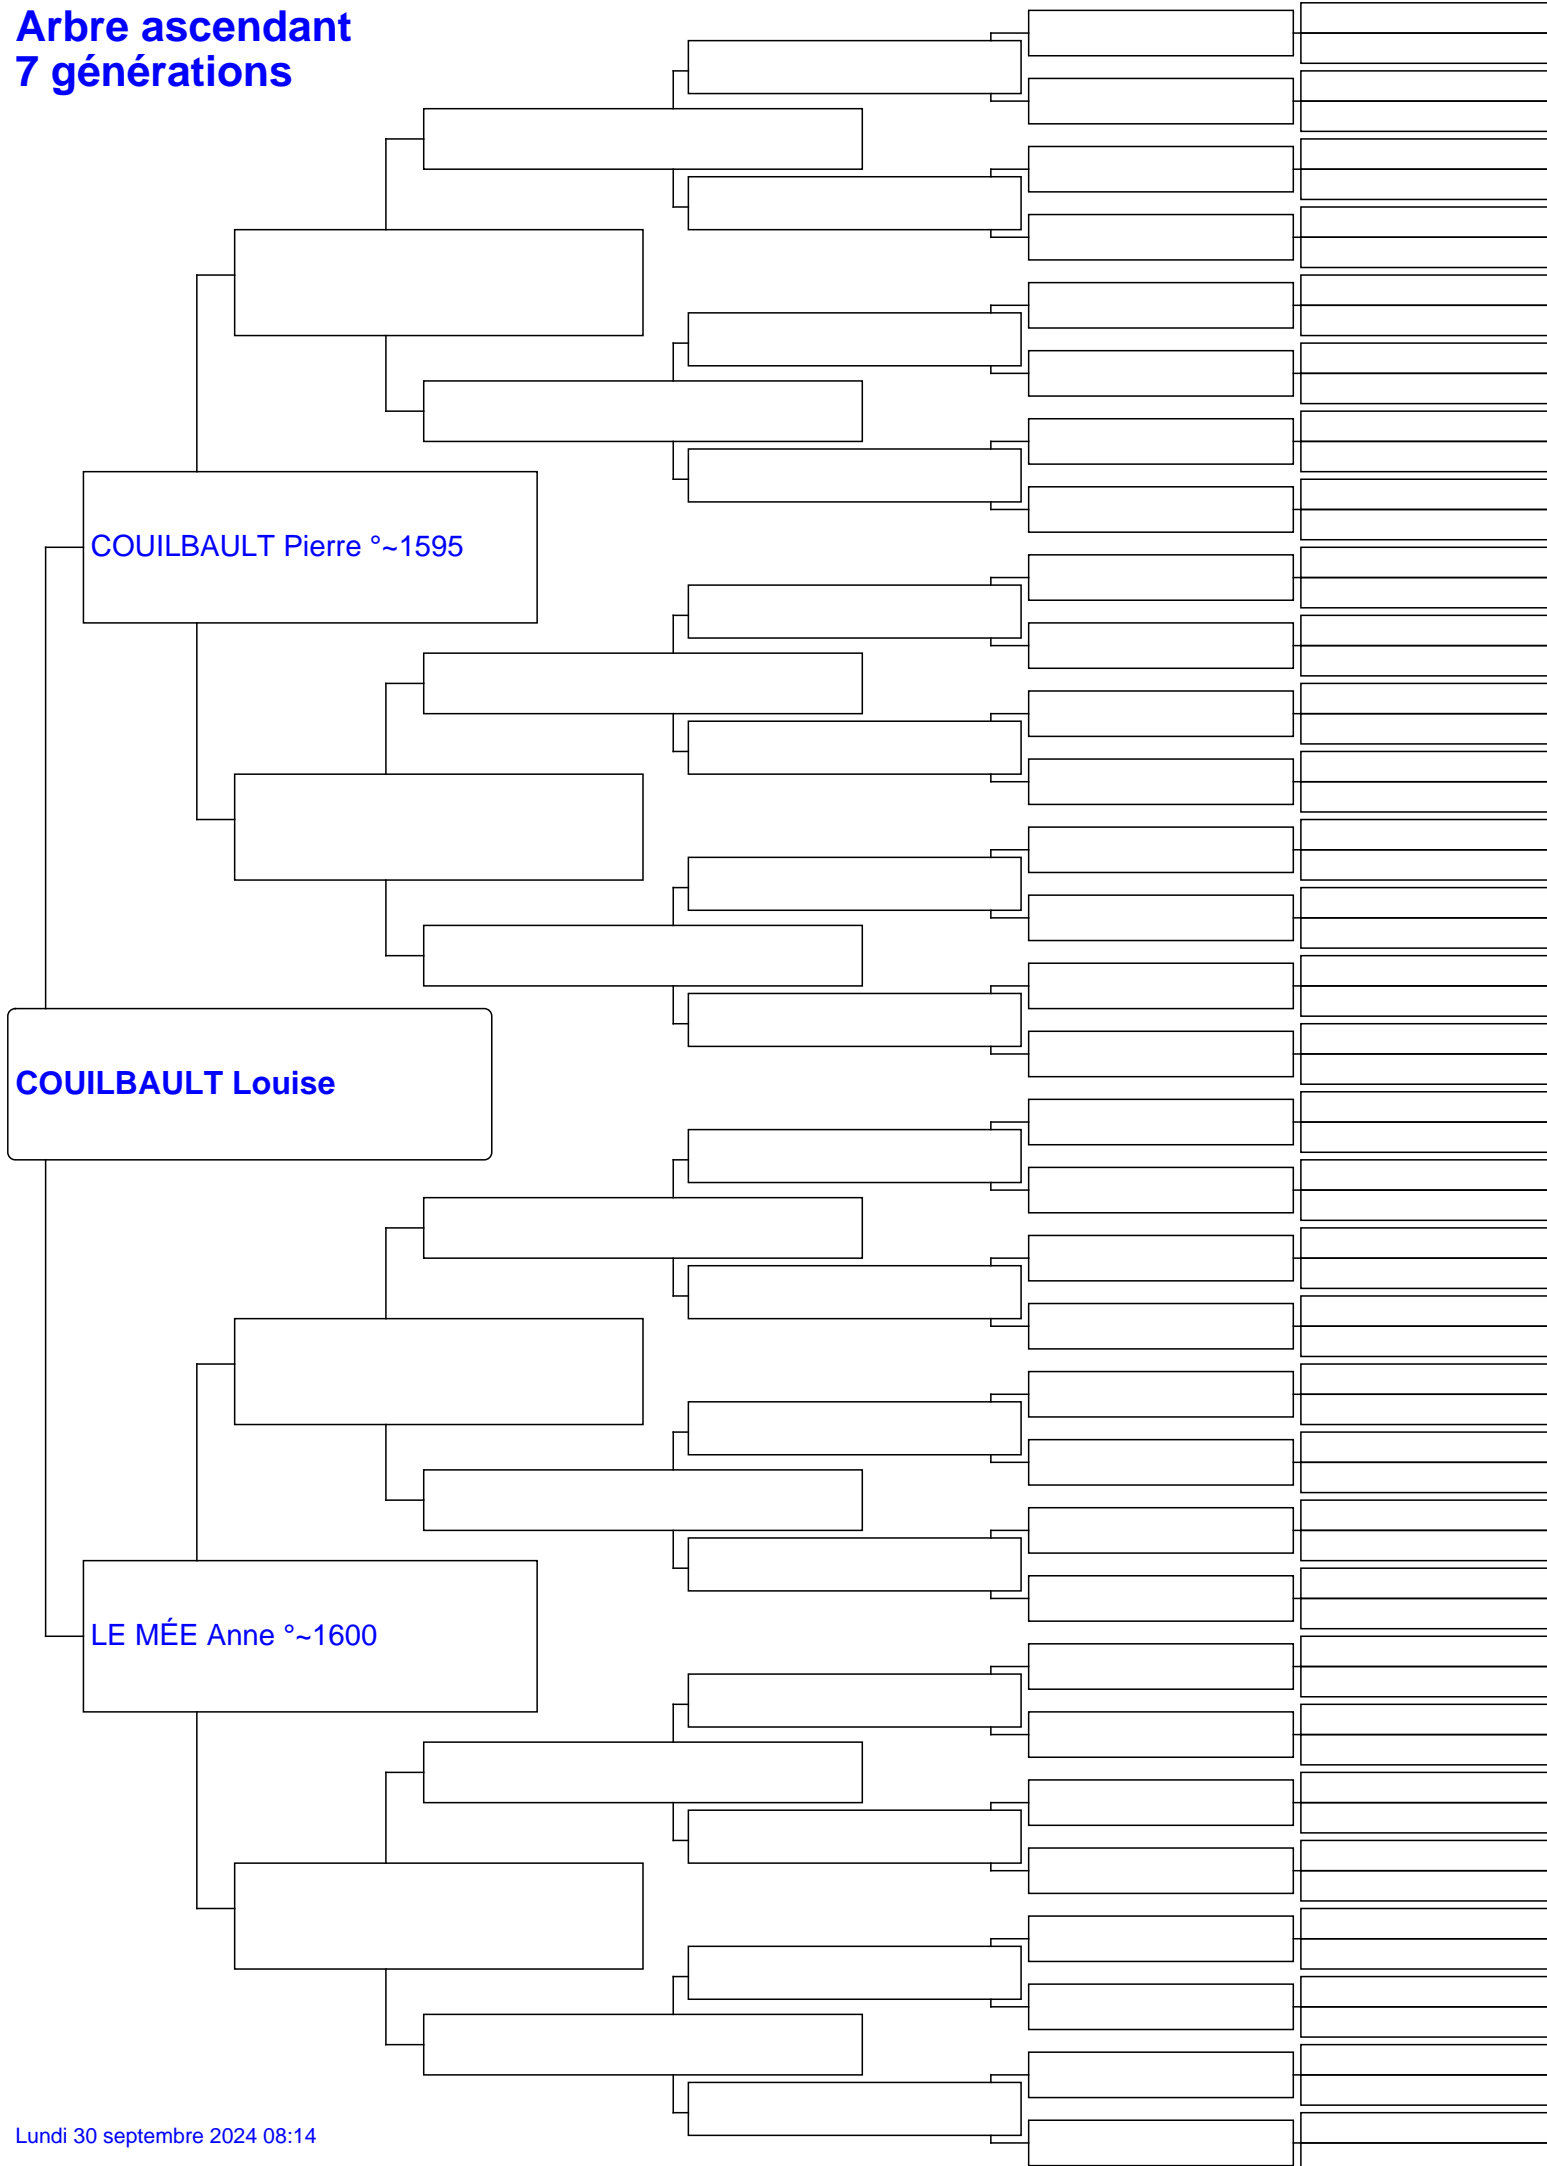 Arbre ascendant
7 générations
COUILBAULT Pierre °~1595
COUILBAULT Louise
LE MÉE Anne °~1600
Lundi 30 septembre 2024 08:14